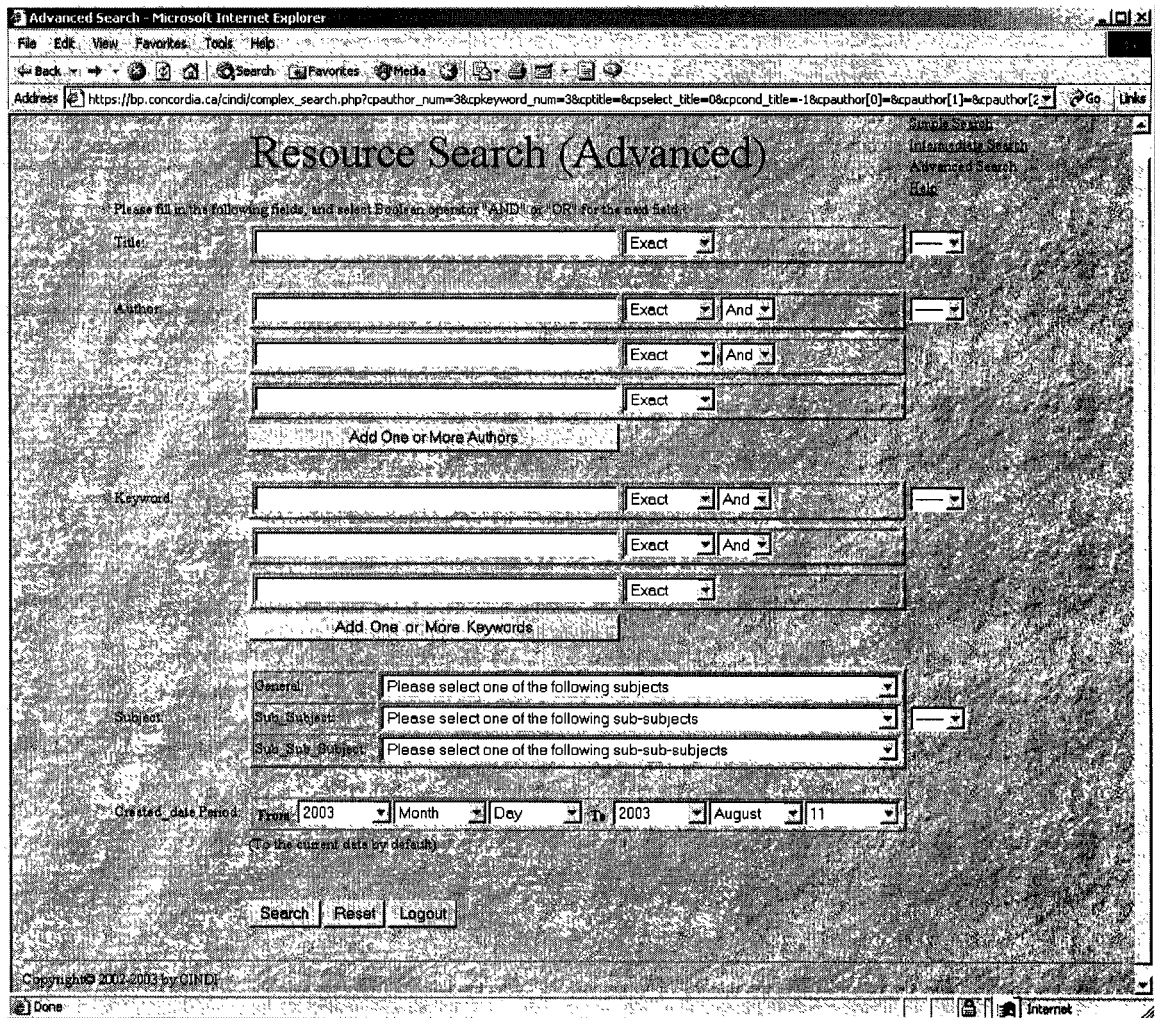 Advanced Search - Microsoft Internet Explorer
File Edit View Favorites Tools Help
Back Search Favorites Media
Address https://bp.concordia.ca/cindi/complex_search.php?cpauthor_num=3&cpkeyword_num=3&cptitle=&cpselect_title=0&cpcond_title=-1&cpauthor[0]=&cpauthor[1]=&cpauthor[2 Go Links
Simple Search
Resource Search (Advanced)
Intermediate Search
Advanced Search
Help
Please fill in the following fields, and select Boolean operator "AND" or "OR" for the next field.
Title: Exact
Author: Exact And
Exact And
Exact
Add One or More Authors
Keyword: Exact And
Exact And
Exact
Add One or More Keywords
General: Please select one of the following subjects
Subject: Sub_Subject: Please select one of the following sub-subjects
Sub_Sub_Subject: Please select one of the following sub-sub-subjects
Created_date Period: From 2003 Month Day To 2003 August 11
(To the current date by default)
Search Reset Logout
Copyright© 2002-2003 by CINDI
Done Internet